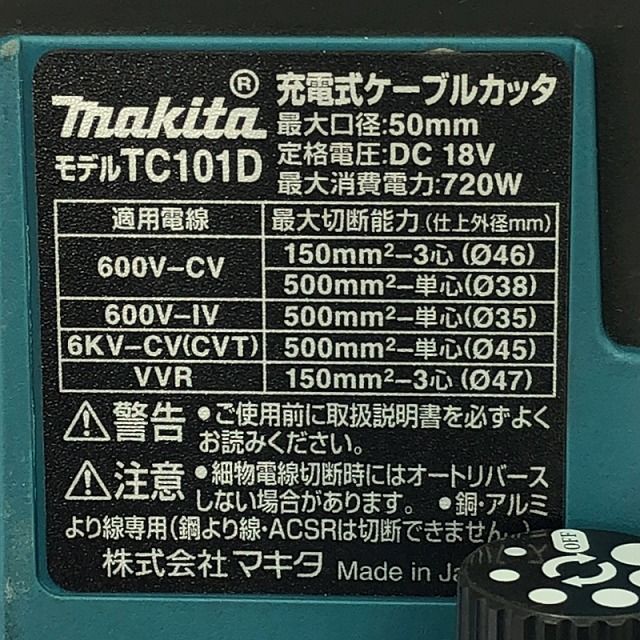 makita® 充電式ケーブルカッタ
最大口径:50mm
モデルTC101D 定格電圧:DC 18V
最大消費電力:720W
適用電線 最大切断能力(仕上外径mm)
600V-CV 150mm²-3心(Ø46)
500mm²-単心(Ø38)
600V-IV 500mm²-単心(Ø35)
6KV-CV(CVT) 500mm²-単心(Ø45)
VVR 150mm²-3心(Ø47)
⚠警告 •ご使用前に取扱説明書を必ずよく
お読みください。
⚠注意 •細物電線切断時にはオートリバース
しない場合があります。 •銅・アルミ
より線専用(鋼より線・ACSRは切断できません。)
株式会社マキタ Made in
OFF